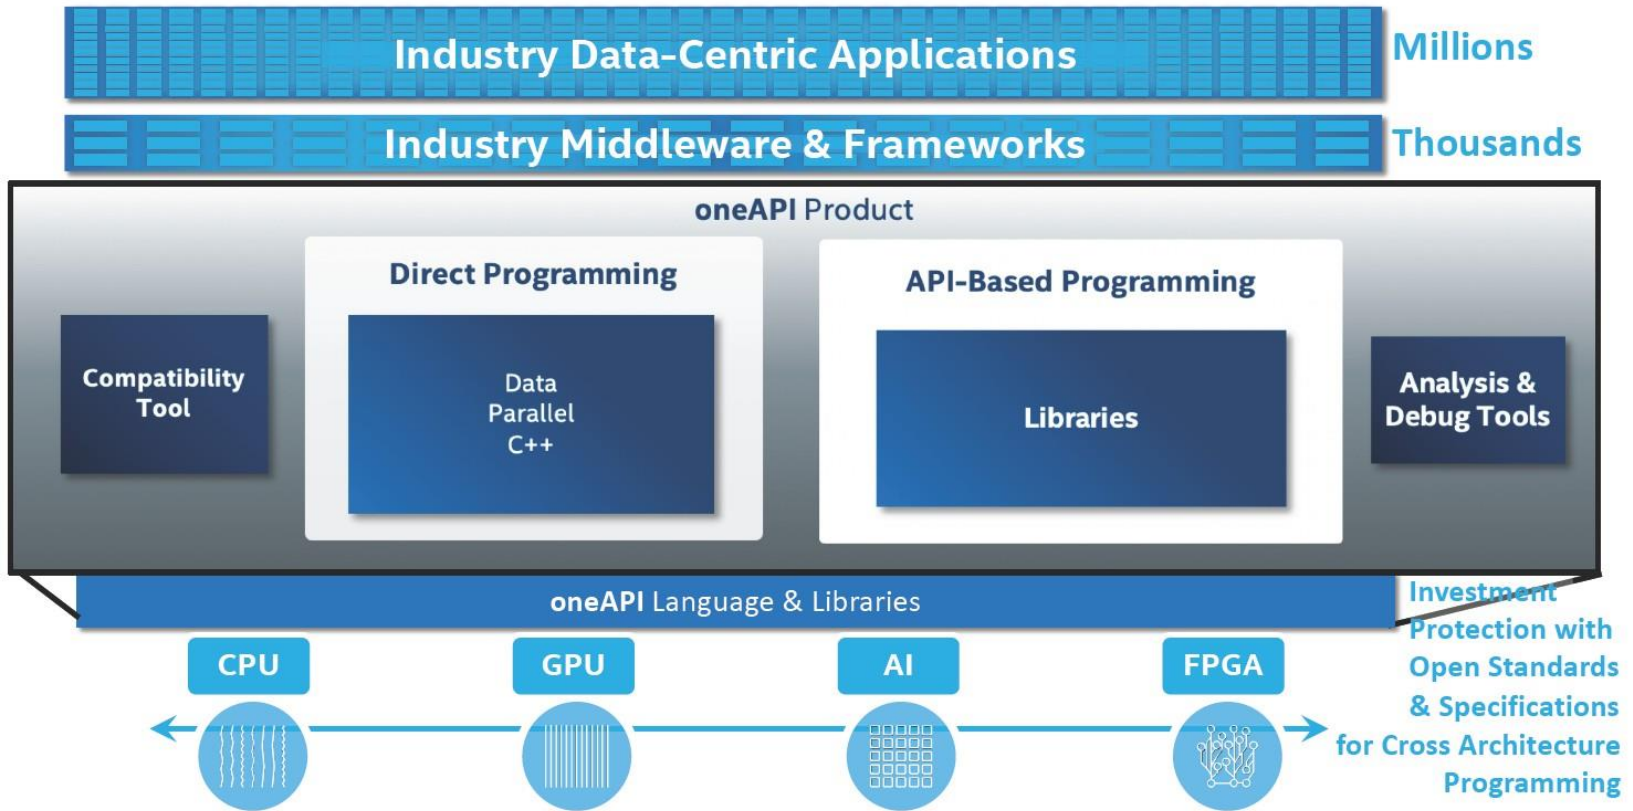 Industry Data-Centric Applications
Millions
Industry Middleware & Frameworks
Thousands
oneAPI Product
Direct Programming
API-Based Programming
Compatibility
Tool
Data
Parallel
C++
Libraries
Analysis &
Debug Tools
oneAPI Language & Libraries
Investment
Protection with
Open Standards
& Specifications
for Cross Architecture
Programming
CPU
GPU
AI
FPGA